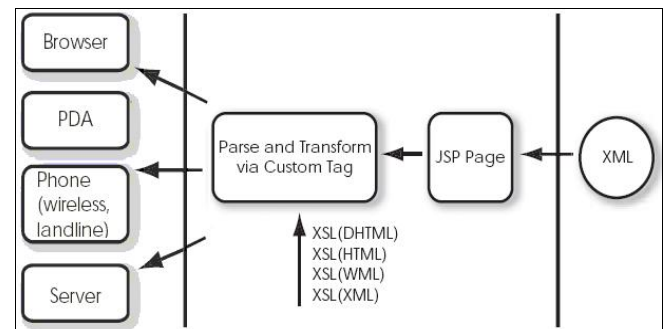 Browser
PDA
Phone
(wireless,
landline)
Server
Parse and Transform
via Custom Tag
JSP Page
XML
XSL(DHTML)
XSL(HTML)
XSL(WML)
XSL(XML)